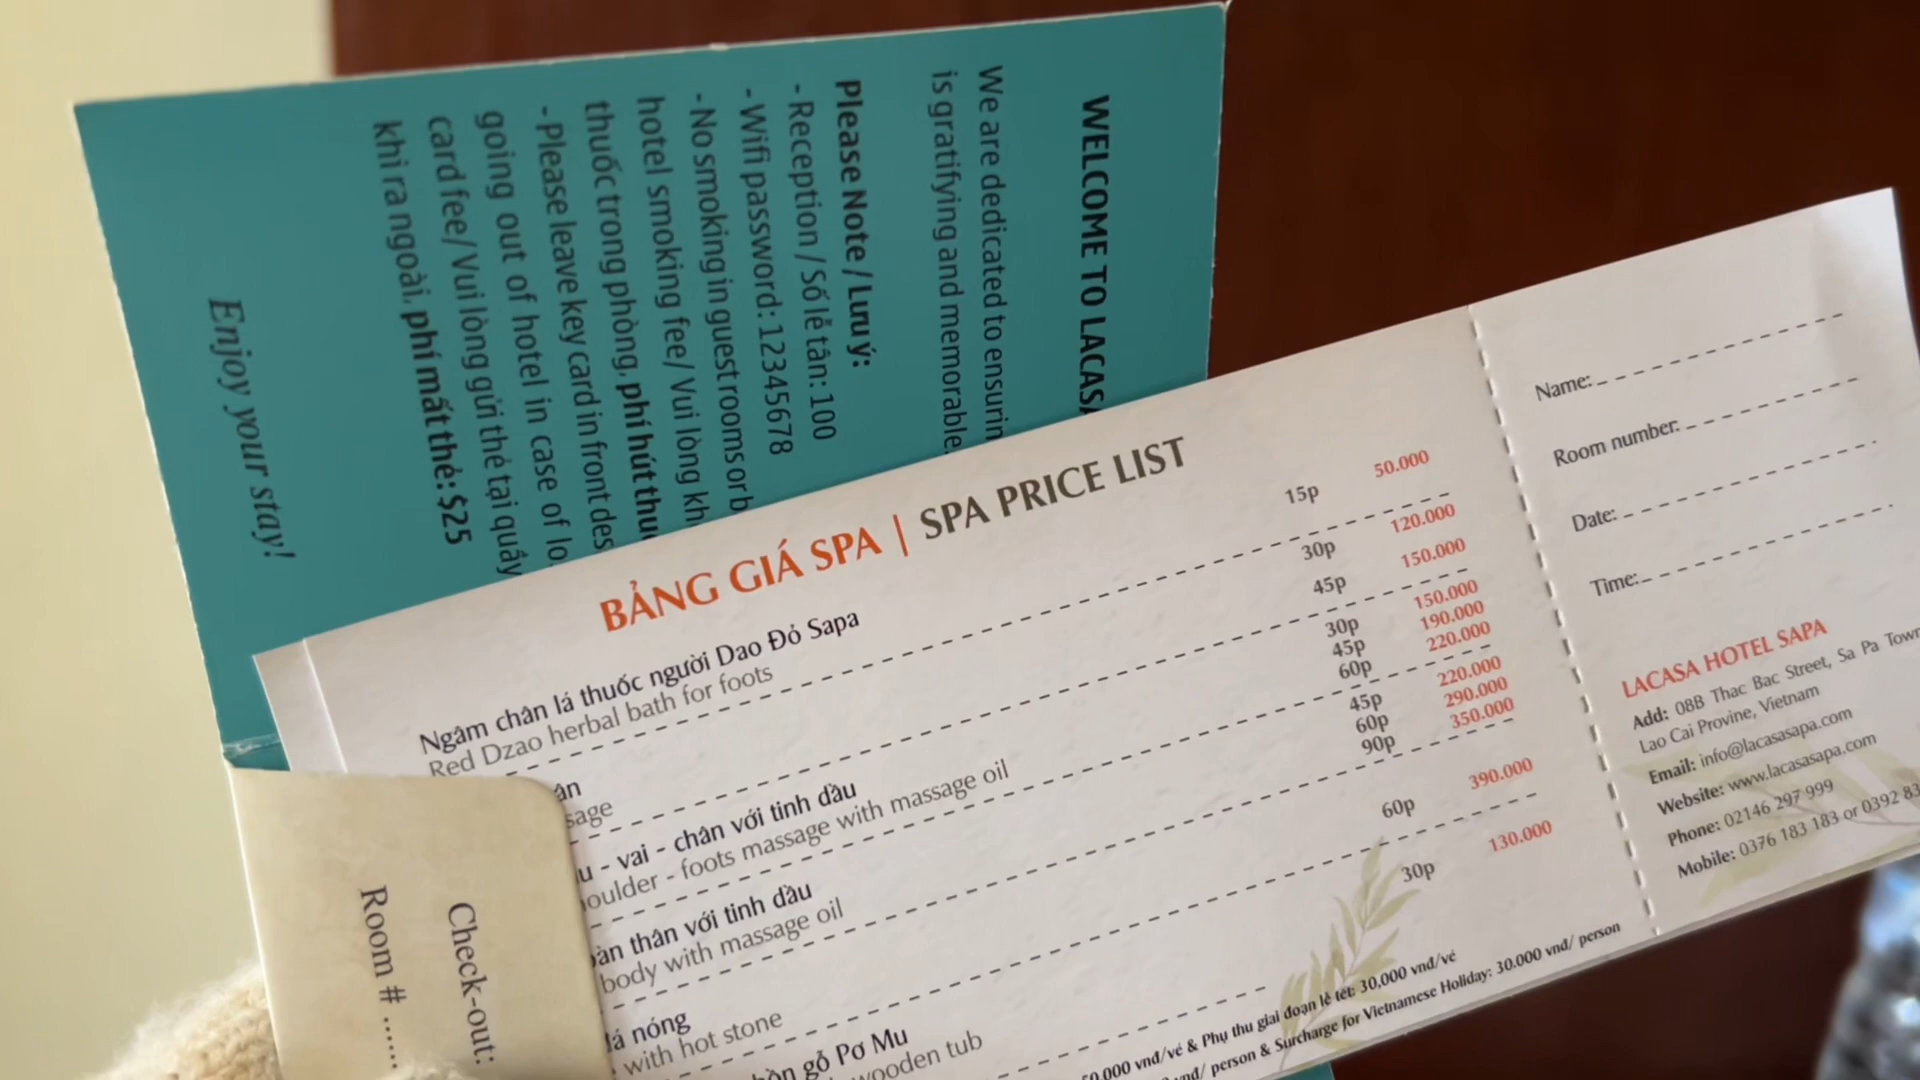 WELCOME TO LACASA
We are dedicated to ensurin
is gratifying and memorable.
Please Note / Lưu ý:
- Reception / Số lễ tân: 100
- Wifi password: 12345678
- No smoking in guest rooms or b
hotel smoking fee/ Vui lòng kh
thuốc trong phòng, phí hút thu
- Please leave key card in front des
going out of hotel in case of lo
card fee/ Vui lòng gửi thẻ tại quầy
khi ra ngoài, phí mất thẻ: $25
Enjoy your stay!
BẢNG GIÁ SPA | SPA PRICE LIST
Ngâm chân lá thuốc người Dao Đỏ Sapa 15p 50.000
Red Dzao herbal bath for foots
ân 30p 120.000
sage 45p 150.000
30p 150.000
u - vai - chân với tinh dầu 45p 190.000
oulder - foots massage with massage oil 60p 220.000
45p 220.000
àn thân với tinh dầu 60p 290.000
body with massage oil 90p 350.000
á nóng 60p 390.000
with hot stone
gỗ Pơ Mu 30p 130.000
wooden tub
0.000 vnđ/vé & Phụ thu giai đoạn lễ tết: 30,000 vnđ/vé
vnđ/ person & Surcharge for Vietnamese Holiday: 30.000 vnđ/ person
Name:
Room number:
Date:
Time:
LACASA HOTEL SAPA
Add: 08B Thac Bac Street, Sa Pa Town
Lao Cai Provine, Vietnam
Email: info@lacasasapa.com
Website: www.lacasasapa.com
Phone: 02146 297 999
Mobile: 0376 183 183 or 0392 83
Check-out:
Room # ......